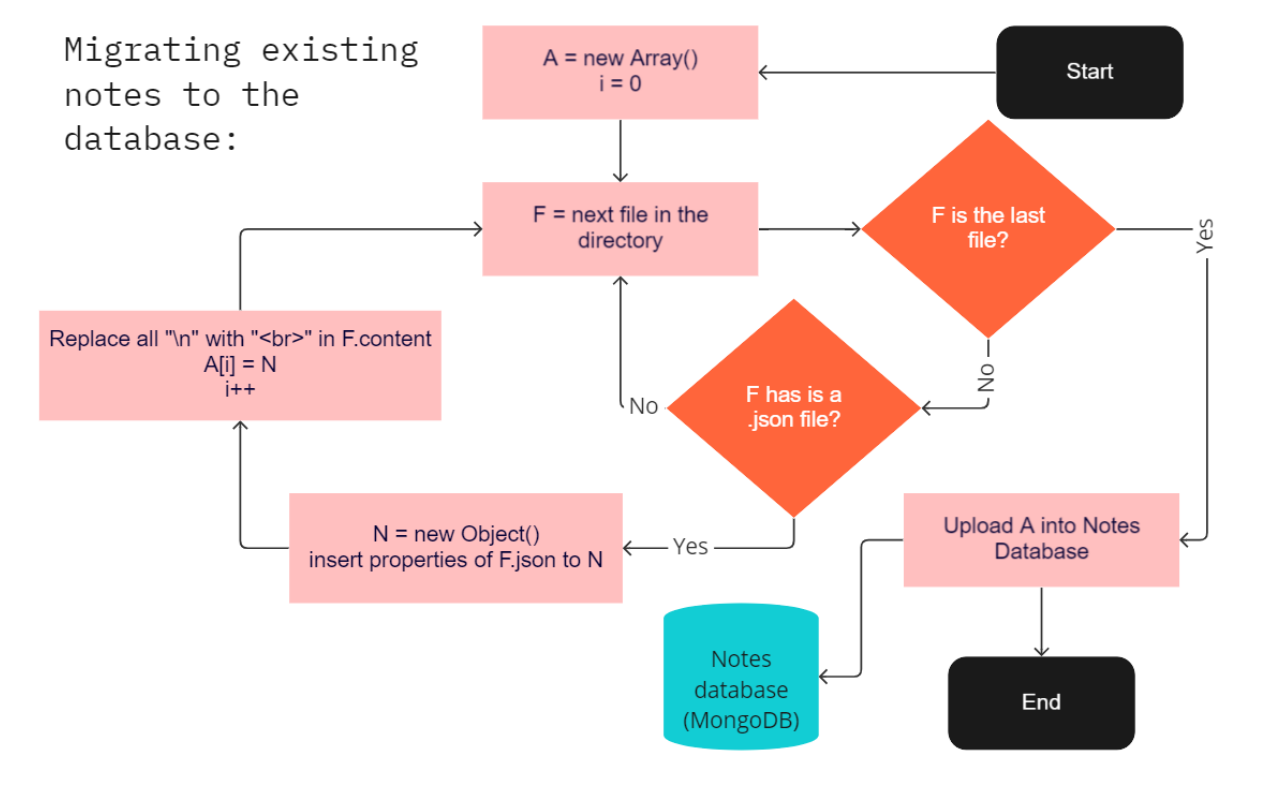 Migrating existing
notes to the
database:
A = new Array()
i = 0
Start
F = next file in the
directory
F is the last
file?
Yes
No
F has is a
.json file?
No
Yes
N = new Object()
insert properties of F.json to N
Replace all "\n" with "<br>" in F.content
A[i] = N
i++
Upload A into Notes
Database
Notes
database
(MongoDB)
End